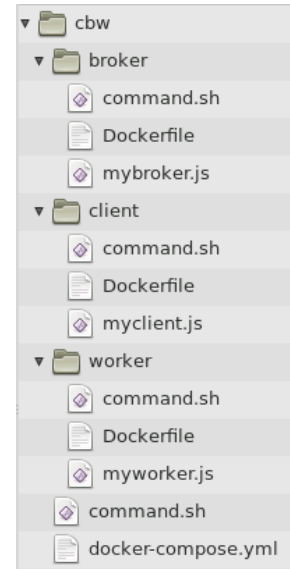 cbw
broker
command.sh
Dockerfile
mybroker.js
client
command.sh
Dockerfile
myclient.js
worker
command.sh
Dockerfile
myworker.js
command.sh
docker-compose.yml